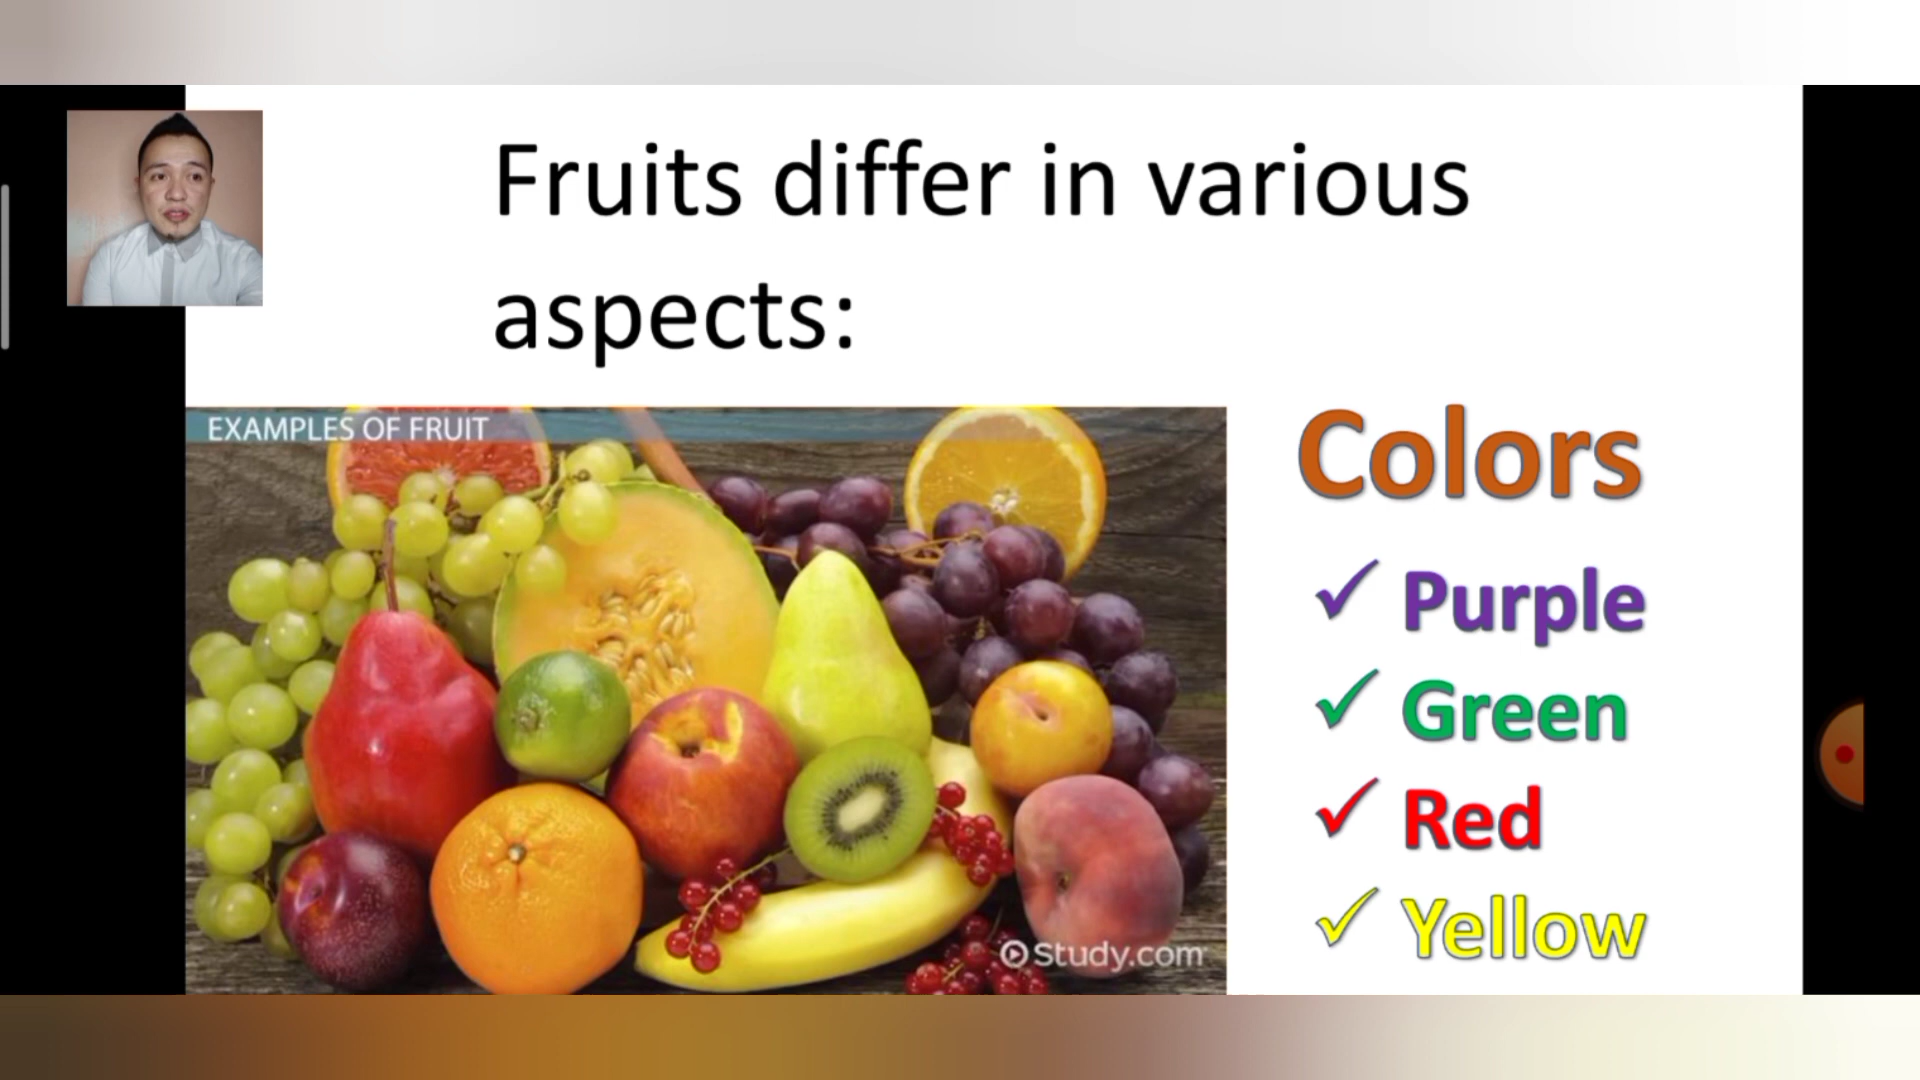 Fruits differ in various
aspects:
EXAMPLES OF FRUIT
Study.com
Colors
✓ Purple
✓ Green
✓ Red
✓ Yellow